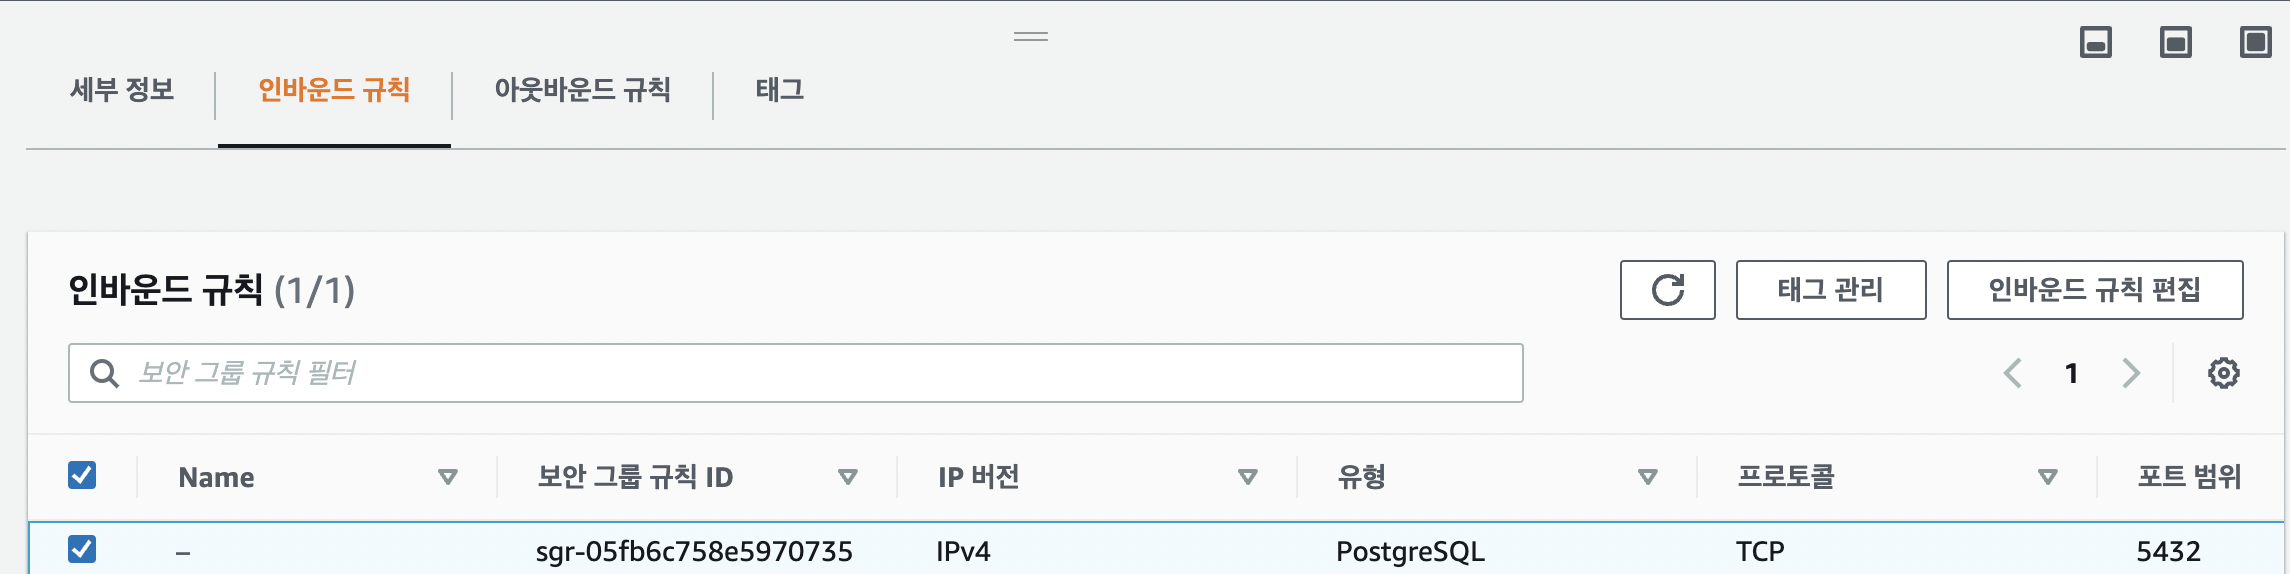 세부 정보 인바운드 규칙 아웃바운드 규칙 태그
인바운드 규칙 (1/1) 태그 관리 인바운드 규칙 편집
보안 그룹 규칙 필터 1
Name 보안 그룹 규칙 ID IP 버전 유형 프로토콜 포트 범위
– sgr-05fb6c758e5970735 IPv4 PostgreSQL TCP 5432